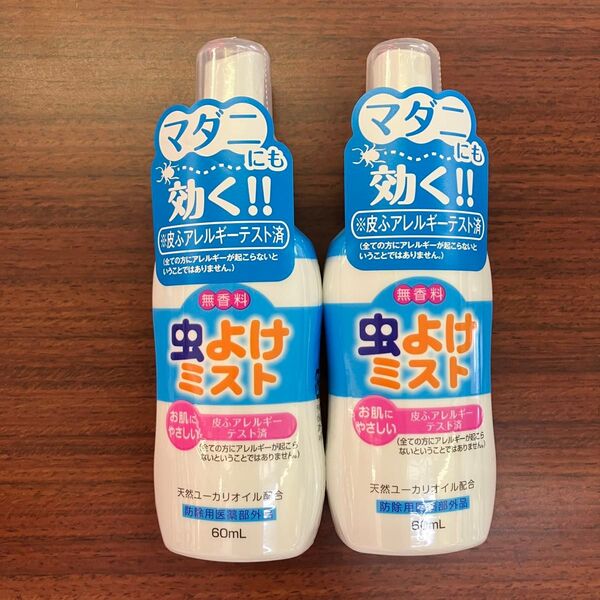 マダニ
にも
効く!!
※皮ふアレルギーテスト済
(全ての方にアレルギーが起こらないと
いうことではありません。)
無香料
虫よけ
ミスト
お肌に
やさしい
皮ふアレルギー
テスト済
(全ての方にアレルギーが起こら
ないということではありません。)
天然ユーカリオイル配合
防除用医薬部外品
60mL
マダニ
にも
効く!!
※皮ふアレルギーテスト済
(全ての方にアレルギーが起こらないと
いうことではありません。)
無香料
虫よけ
ミスト
お肌に
やさしい
皮ふアレルギー
テスト済
(全ての方にアレルギーが起こら
ないということではありません。)
天然ユーカリオイル配合
防除用医薬部外品
60mL